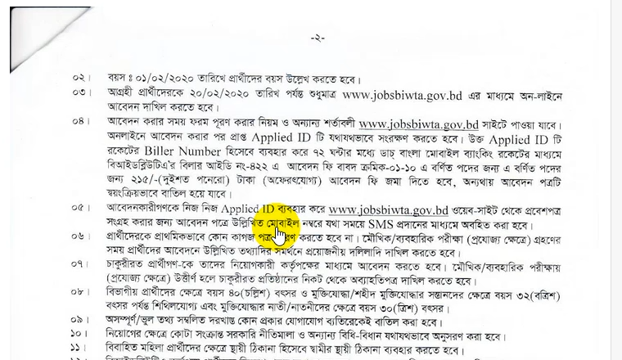 -২-
০২। বয়স ঃ ০১/০২/২০২০ তারিখে প্রার্থীদের বয়স উল্লেখ করতে হবে।
০৩। অগ্রহী প্রার্থীদেরকে ২০/০২/২০২০ তারিখ পর্যন্ত শুধুমাত্র www.jobsbiwta.gov.bd এর মাধ্যমে অন-লাইনে
আবেদন দাখিল করতে হবে।
০৪। আবেদন করার সময় ফরম পূরণ করার নিয়ম ও অন্যান্য শর্তাবলী www.jobsbiwta.gov.bd সাইটে পাওয়া যাবে।
অনলাইনে আবেদন করার পর প্রাপ্ত Applied ID টি যথাযথভাবে সংরক্ষণ করতে হবে। উক্ত Applied ID টি
রকেটের Biller Number হিসেবে ব্যবহার করে ৭২ ঘন্টার মধ্যে ডাচ্ বাংলা মোবাইল ব্যাংকিং রকেটের মাধ্যমে
বিআইডব্লিউটিএ'র বিলার আইডি নং-৪২২ এ আবেদন ফি বাবদ ক্রমিক-০১-১০ এ বর্ণিত পদের জন্য এ বর্ণিত পদের
জন্য ২১৫/-(দুইশত পনেরো) টাকা (অফেরৎযোগ্য) আবেদন ফি জমা দিতে হবে, অন্যথায় আবেদন পত্রটি
স্বয়ংক্রিয়ভাবে বাতিল হয়ে যাবে।
০৫। আবেদনকারীগণকে নিজ নিজ Applied ID ব্যবহার করে www.jobsbiwta.gov.bd ওয়েব-সাইট থেকে প্রবেশপত্র
সংগ্রহ করার জন্য আবেদন পত্রে উল্লিখিত মোবাইল নম্বরে যথা সময়ে SMS প্রদানের মাধ্যমে অবহিত করা হবে।
০৬। প্রার্থীদেরকে প্রাথমিকভাবে কোন কাগজ পত্র করতে হবে না। মৌখিক/ব্যবহারিক পরীক্ষা (প্রযোজ্য ক্ষেত্রে) গ্রহণের
সময় প্রার্থীদের আবেদনে উল্লিখিত তথ্যাদির সমর্থনে প্রয়োজনীয় দলিলাদি দাখিল করতে হবে।
০৭। চাকুরীরত প্রার্থীগণ-কে তাদের নিয়োগকারী কর্তৃপক্ষের মাধ্যমে আবেদন করতে হবে। মৌখিক/ব্যবহারিক পরীক্ষায়
(প্রযোজ্য ক্ষেত্রে) উত্তীর্ণ হলে চাকুরীরত প্রতিষ্ঠানের নিকট থেকে অব্যাহতিপত্র দাখিল করতে হবে।
০৮। বিভাগীয় প্রার্থীদের ক্ষেত্রে বয়স ৪০(চল্লিশ) বৎসর ও মুক্তিযোদ্ধা/শহীদ মুক্তিযোদ্ধার সন্তানদের ক্ষেত্রে বয়স ৩২(বত্রিশ)
বৎসর পর্যন্ত শিথিলযোগ্য এবং মুক্তিযোদ্ধার নাতী/নাতনীদের ক্ষেত্রে বয়স ৩০(ত্রিশ) বৎসর।
০৯। অসম্পূর্ণ/ভুল তথ্য সম্বলিত দরখাস্ত কোন প্রকার যোগাযোগ ব্যতিরেকেই বাতিল করা হবে।
১০। নিয়োগের ক্ষেত্রে কোটা সংক্রান্ত সরকারি নীতিমালা ও অন্যান্য বিধি-বিধান যথাযথভাবে অনুসরণ করা হবে।
১১। বিবাহিত মহিলা প্রার্থীদের ক্ষেত্রে স্থায়ী ঠিকানা হিসেবে স্বামীর স্থায়ী ঠিকানা ব্যবহার করতে হবে।